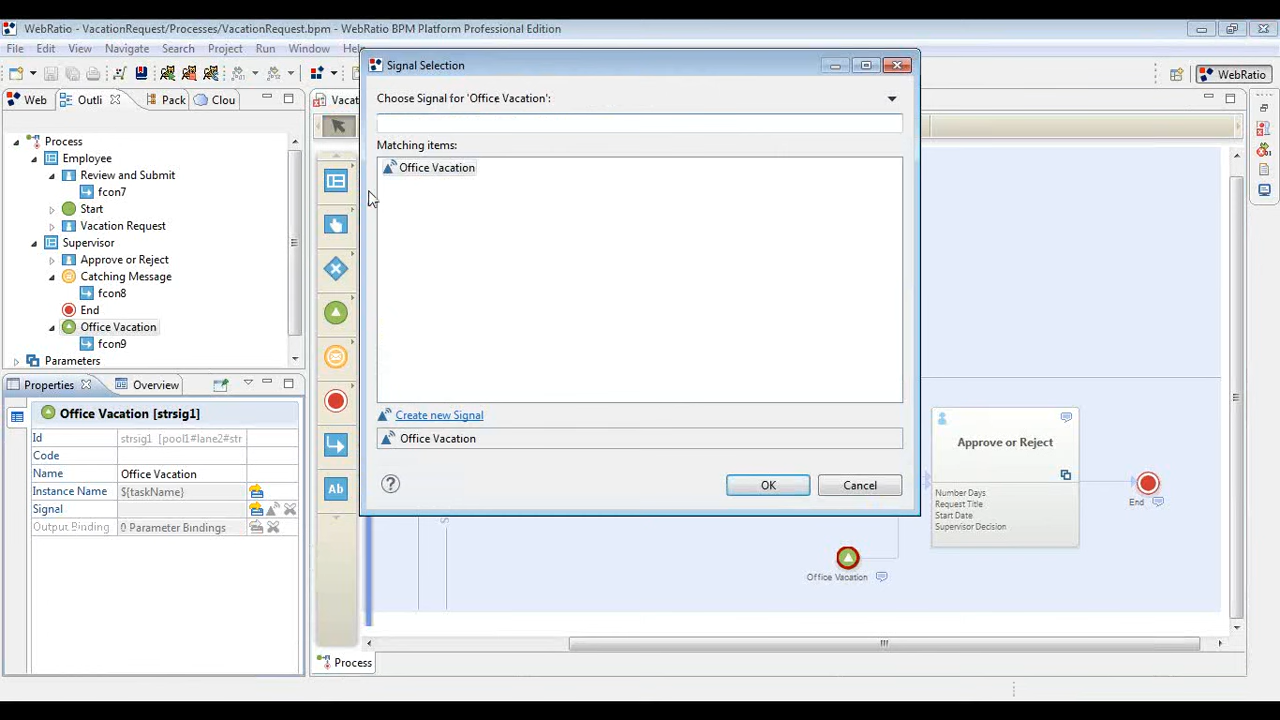 WebRatio - VacationRequest/Processes/VacationRequest.bpm - WebRatio BPM Platform Professional Edition
File Edit View Navigate Search Project Run Window Help
WebRatio
Web Outli Pack Clou
Process
Employee
Review and Submit
fcon7
Start
Vacation Request
Supervisor
Approve or Reject
Catching Message
fcon8
End
Office Vacation
fcon9
Parameters
Properties Overview
Office Vacation [strsig1]
Id strsig1 [pool1#lane2#str
Code
Name Office Vacation
Instance Name ${taskName}
Signal
Output Binding 0 Parameter Bindings
Vacat
Ab
Signal Selection
Choose Signal for 'Office Vacation':
Matching items:
Office Vacation
Create new Signal
Office Vacation
?
OK Cancel
Approve or Reject
Number Days
Request Title
Start Date
Supervisor Decision
End
Office Vacation
Process